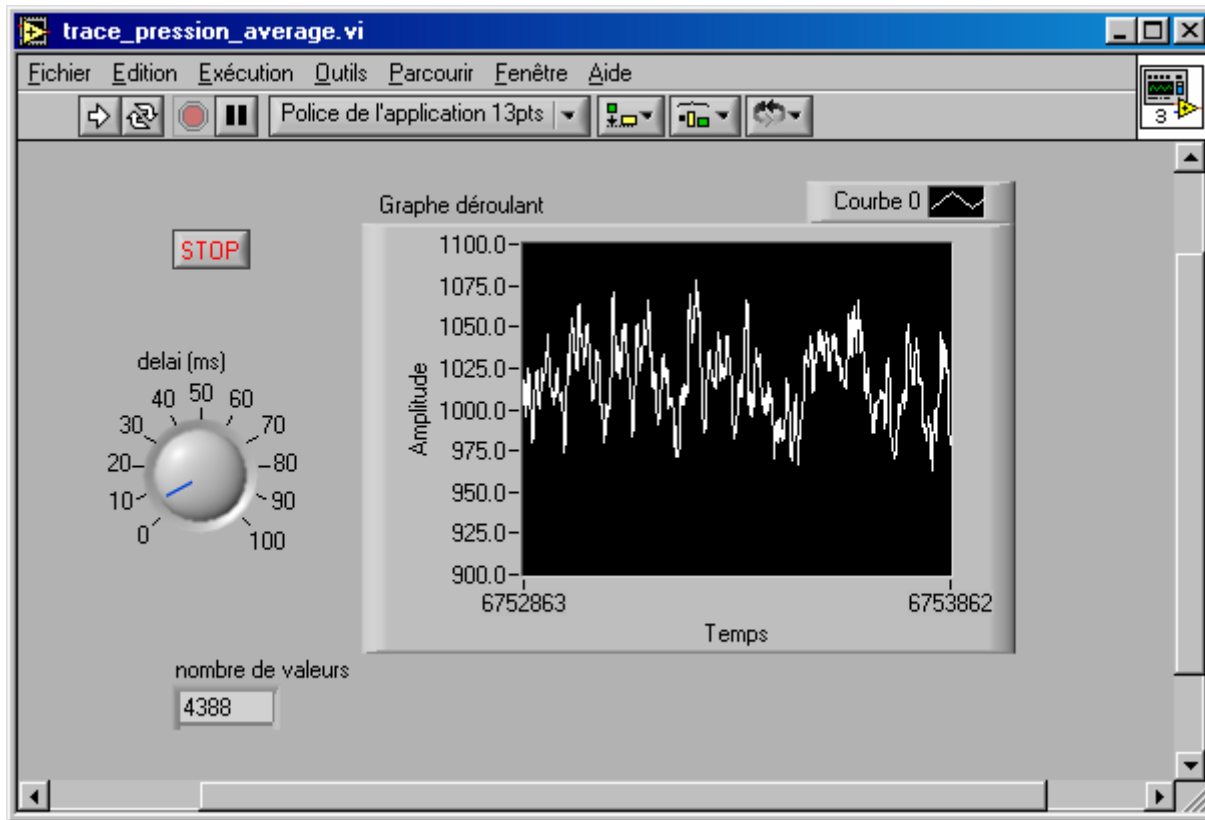 trace_pression_average.vi
Fichier Edition Exécution Outils Parcourir Fenêtre Aide
Police de l'application 13pts
3
Graphe déroulant
Courbe 0
STOP
delai (ms)
0
10
20
30
40
50
60
70
80
90
100
Amplitude
1100.0
1075.0
1050.0
1025.0
1000.0
975.0
950.0
925.0
900.0
6752863
6753862
Temps
nombre de valeurs
4388